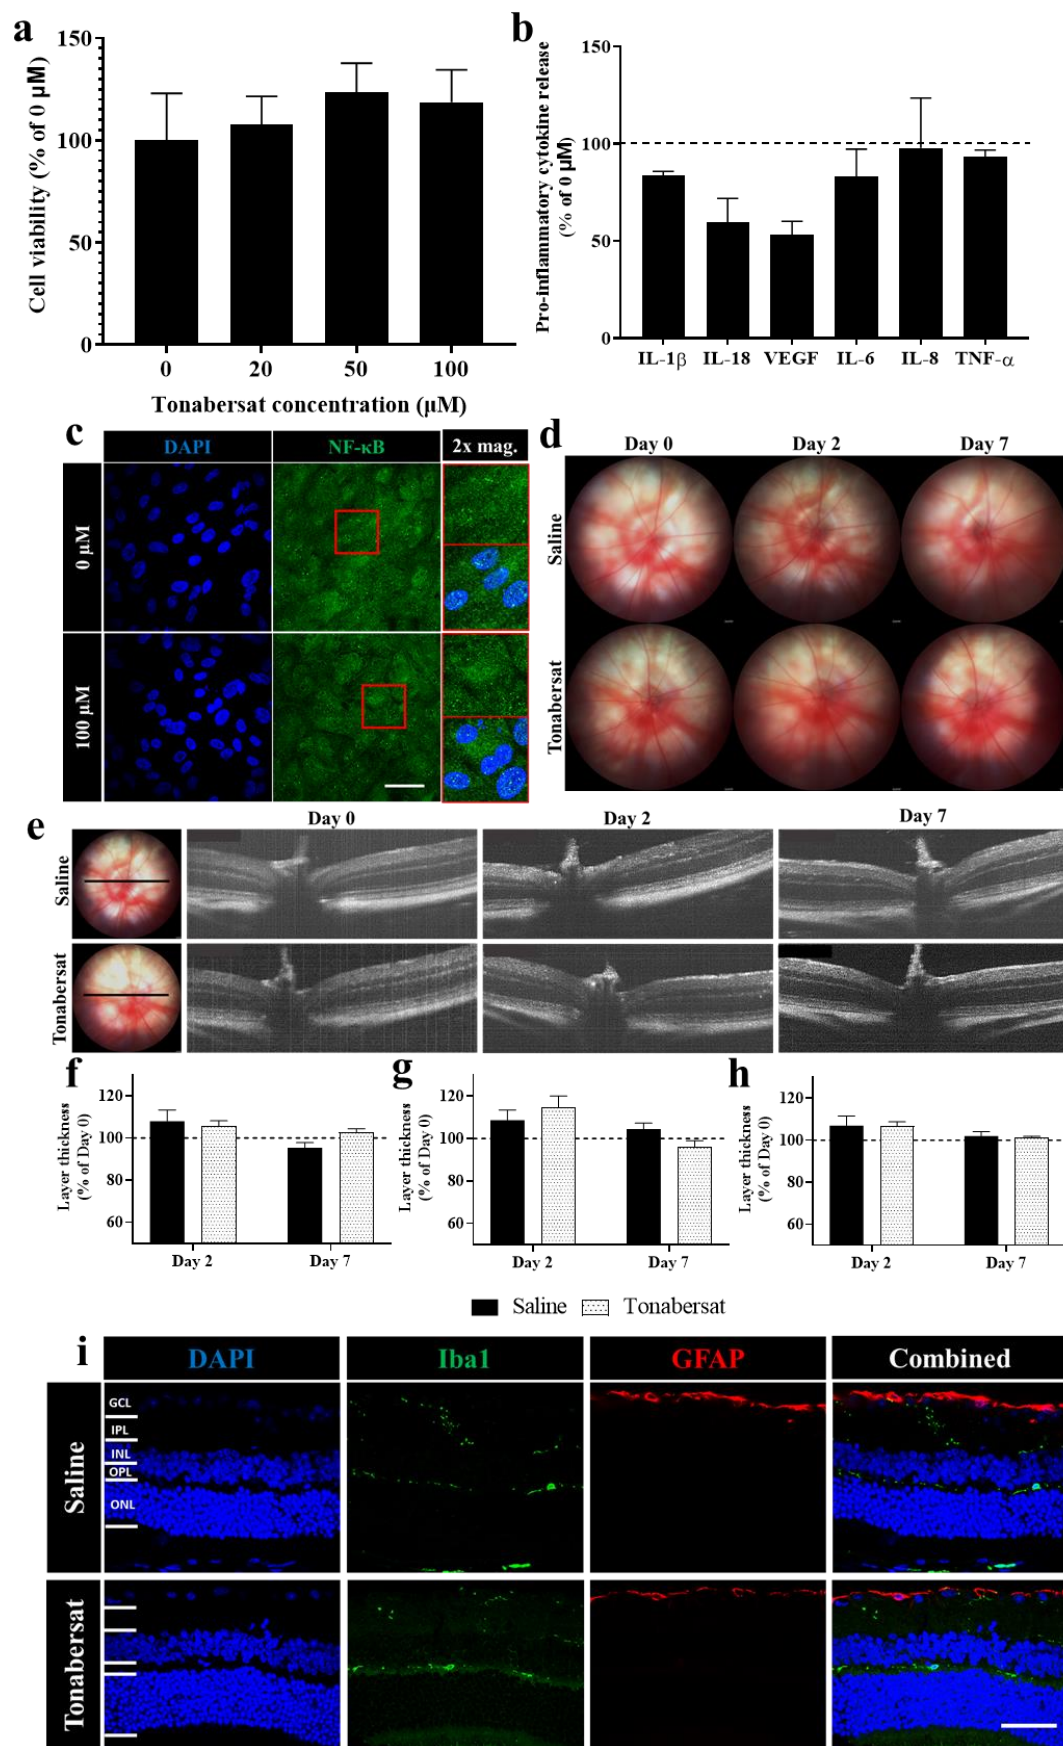 a
150
100
50
0
Cell viability (% of 0 µM)
0 20 50 100
Tonabersat concentration (µM)
b
150
100
50
0
Pro-inflammatory cytokine release
(% of 0 µM)
IL-1β IL-18 VEGF IL-6 IL-8 TNF-α
c
DAPI NF-κB 2x mag.
0 µM
100 µM
d
Day 0 Day 2 Day 7
Saline
Tonabersat
e
Day 0 Day 2 Day 7
Saline
Tonabersat
f
120
100
80
60
Layer thickness
(% of Day 0)
Day 2 Day 7
g
120
100
80
60
Layer thickness
(% of Day 0)
Day 2 Day 7
h
120
100
80
60
Layer thickness
(% of Day 0)
Day 2 Day 7
Saline Tonabersat
i
DAPI Iba1 GFAP Combined
Saline
GCL
IPL
INL
OPL
ONL
Tonabersat